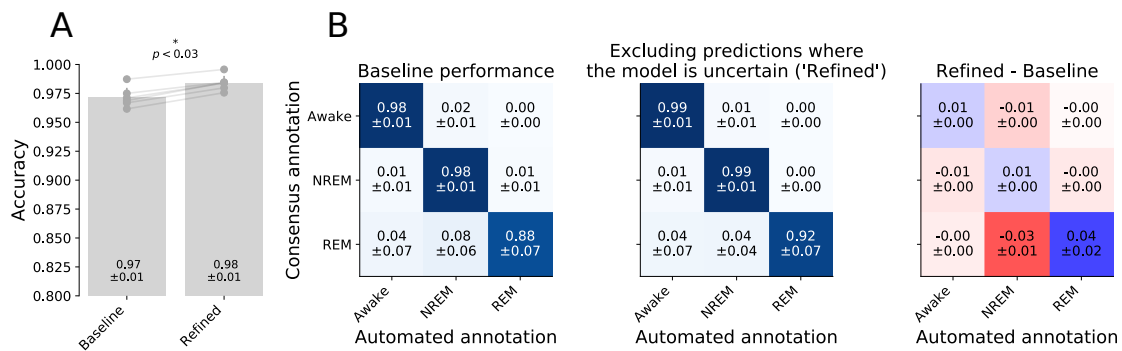 A
*
p < 0.03
1.000
0.975
0.950
0.925
0.900
0.875
0.850
0.825
0.800
Accuracy
0.97
±0.01
0.98
±0.01
Baseline
Refined
B
Baseline performance
Consensus annotation
Awake
0.98
±0.01
0.02
±0.01
0.00
±0.00
NREM
0.01
±0.01
0.98
±0.01
0.01
±0.01
REM
0.04
±0.07
0.08
±0.06
0.88
±0.07
Awake
NREM
REM
Automated annotation
Excluding predictions where
the model is uncertain ('Refined')
0.99
±0.01
0.01
±0.01
0.00
±0.00
0.01
±0.01
0.99
±0.01
0.00
±0.00
0.04
±0.07
0.04
±0.04
0.92
±0.07
Awake
NREM
REM
Automated annotation
Refined - Baseline
0.01
±0.00
-0.01
±0.00
-0.00
±0.00
-0.01
±0.00
0.01
±0.00
-0.00
±0.00
-0.00
±0.00
-0.03
±0.01
0.04
±0.02
Awake
NREM
REM
Automated annotation